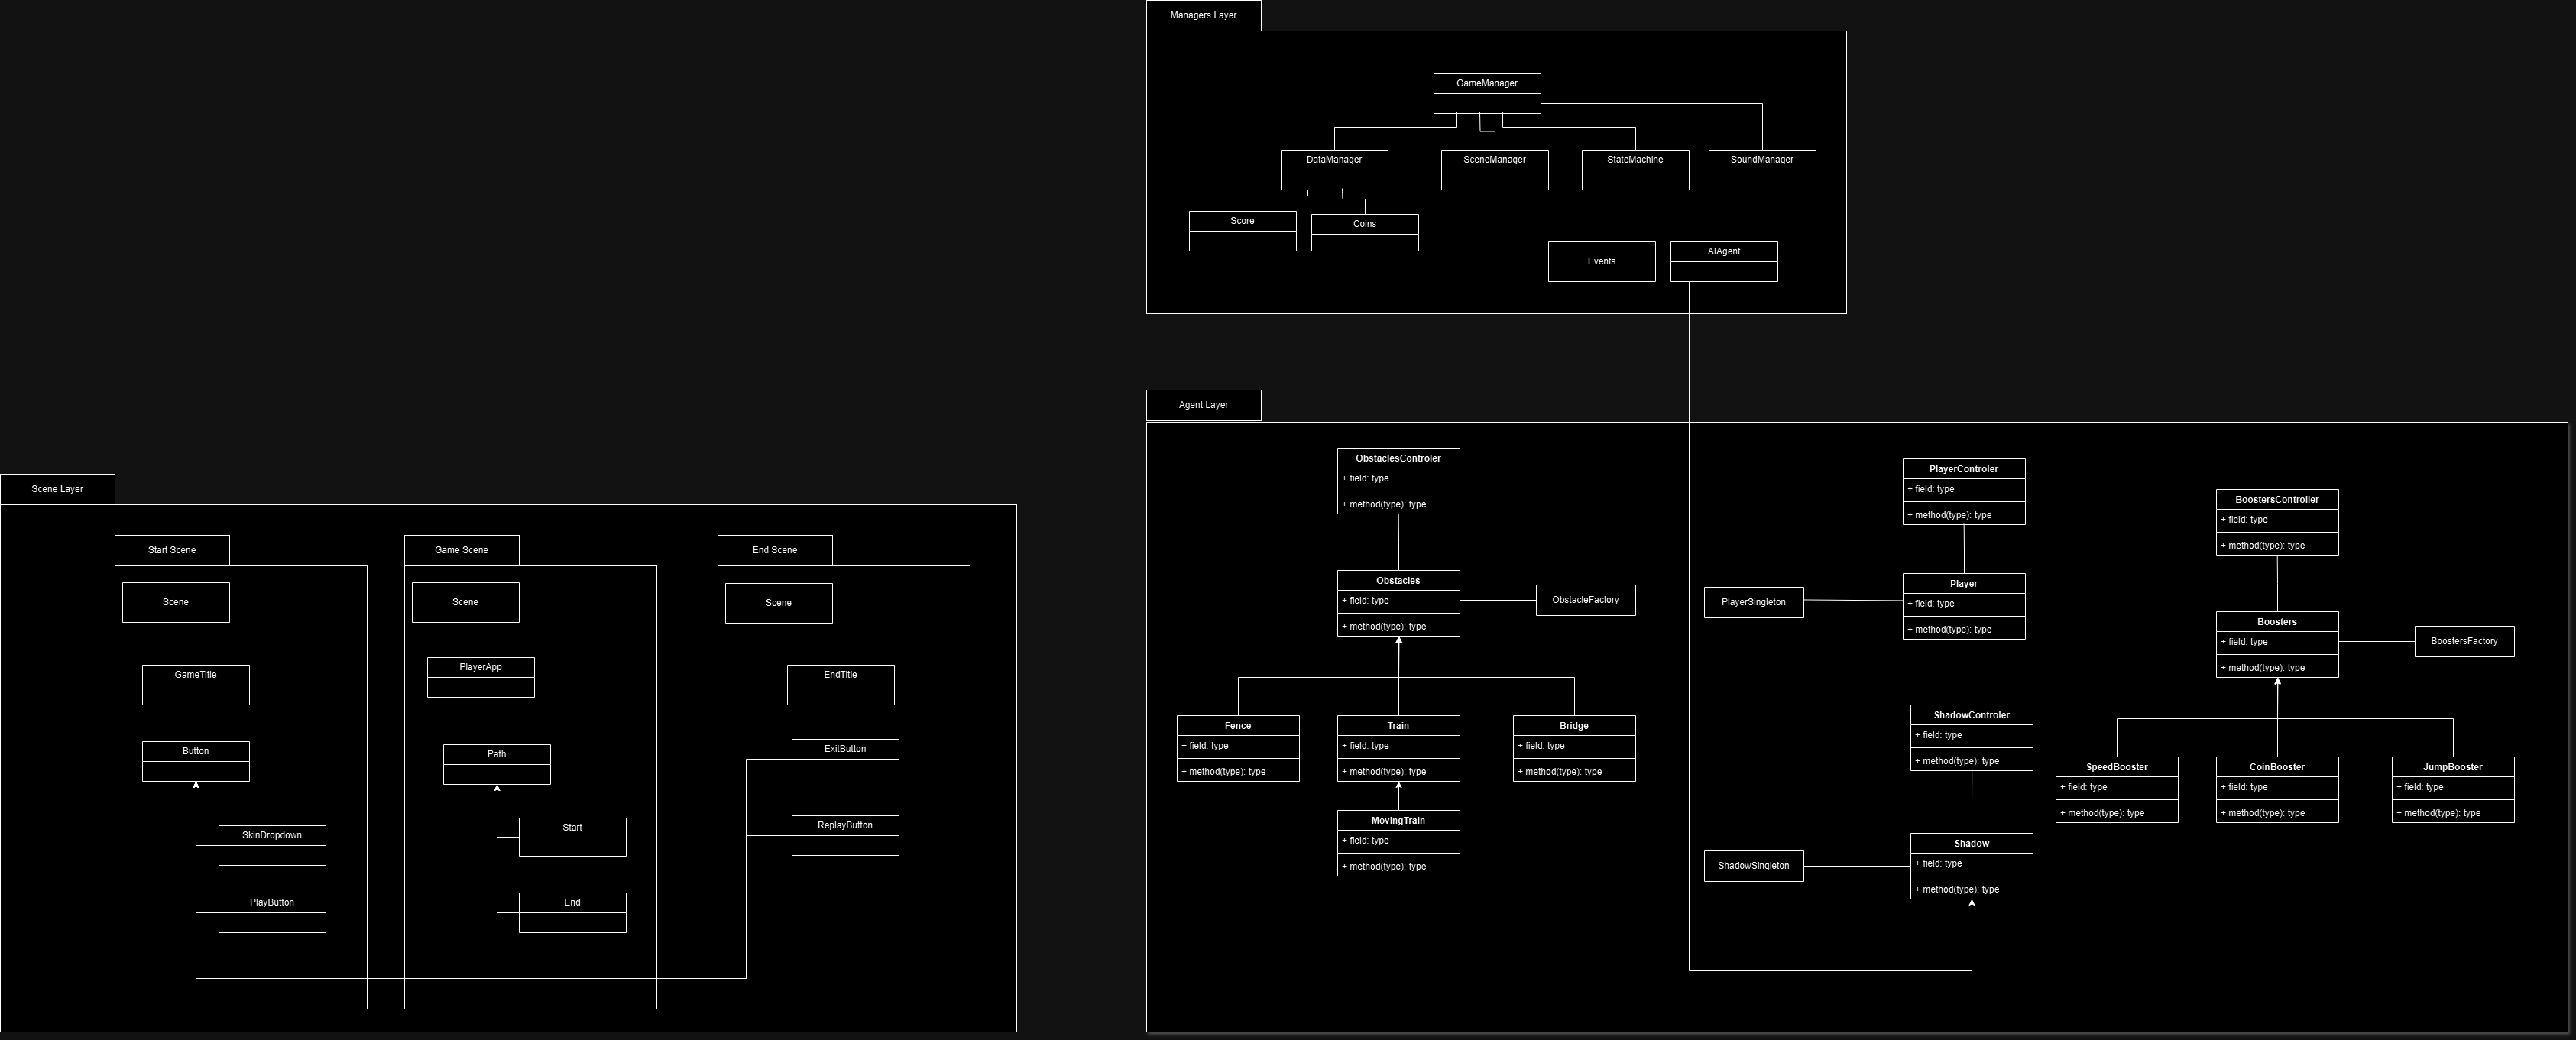 Managers Layer
GameManager
DataManager
SceneManager
StateMachine
SoundManager
Score
Coins
Events
AIAgent
Agent Layer
ObstaclesControler
+ field: type
+ method(type): type
Obstacles
+ field: type
+ method(type): type
ObstacleFactory
Fence
+ field: type
+ method(type): type
Train
+ field: type
+ method(type): type
Bridge
+ field: type
+ method(type): type
MovingTrain
+ field: type
+ method(type): type
PlayerControler
+ field: type
+ method(type): type
PlayerSingleton
Player
+ field: type
+ method(type): type
ShadowControler
+ field: type
+ method(type): type
ShadowSingleton
Shadow
+ field: type
+ method(type): type
BoostersController
+ field: type
+ method(type): type
Boosters
+ field: type
+ method(type): type
BoostersFactory
SpeedBooster
+ field: type
+ method(type): type
CoinBooster
+ field: type
+ method(type): type
JumpBooster
+ field: type
+ method(type): type
Scene Layer
Start Scene
Scene
GameTitle
Button
SkinDropdown
PlayButton
Game Scene
Scene
PlayerApp
Path
Start
End
End Scene
Scene
EndTitle
ExitButton
ReplayButton